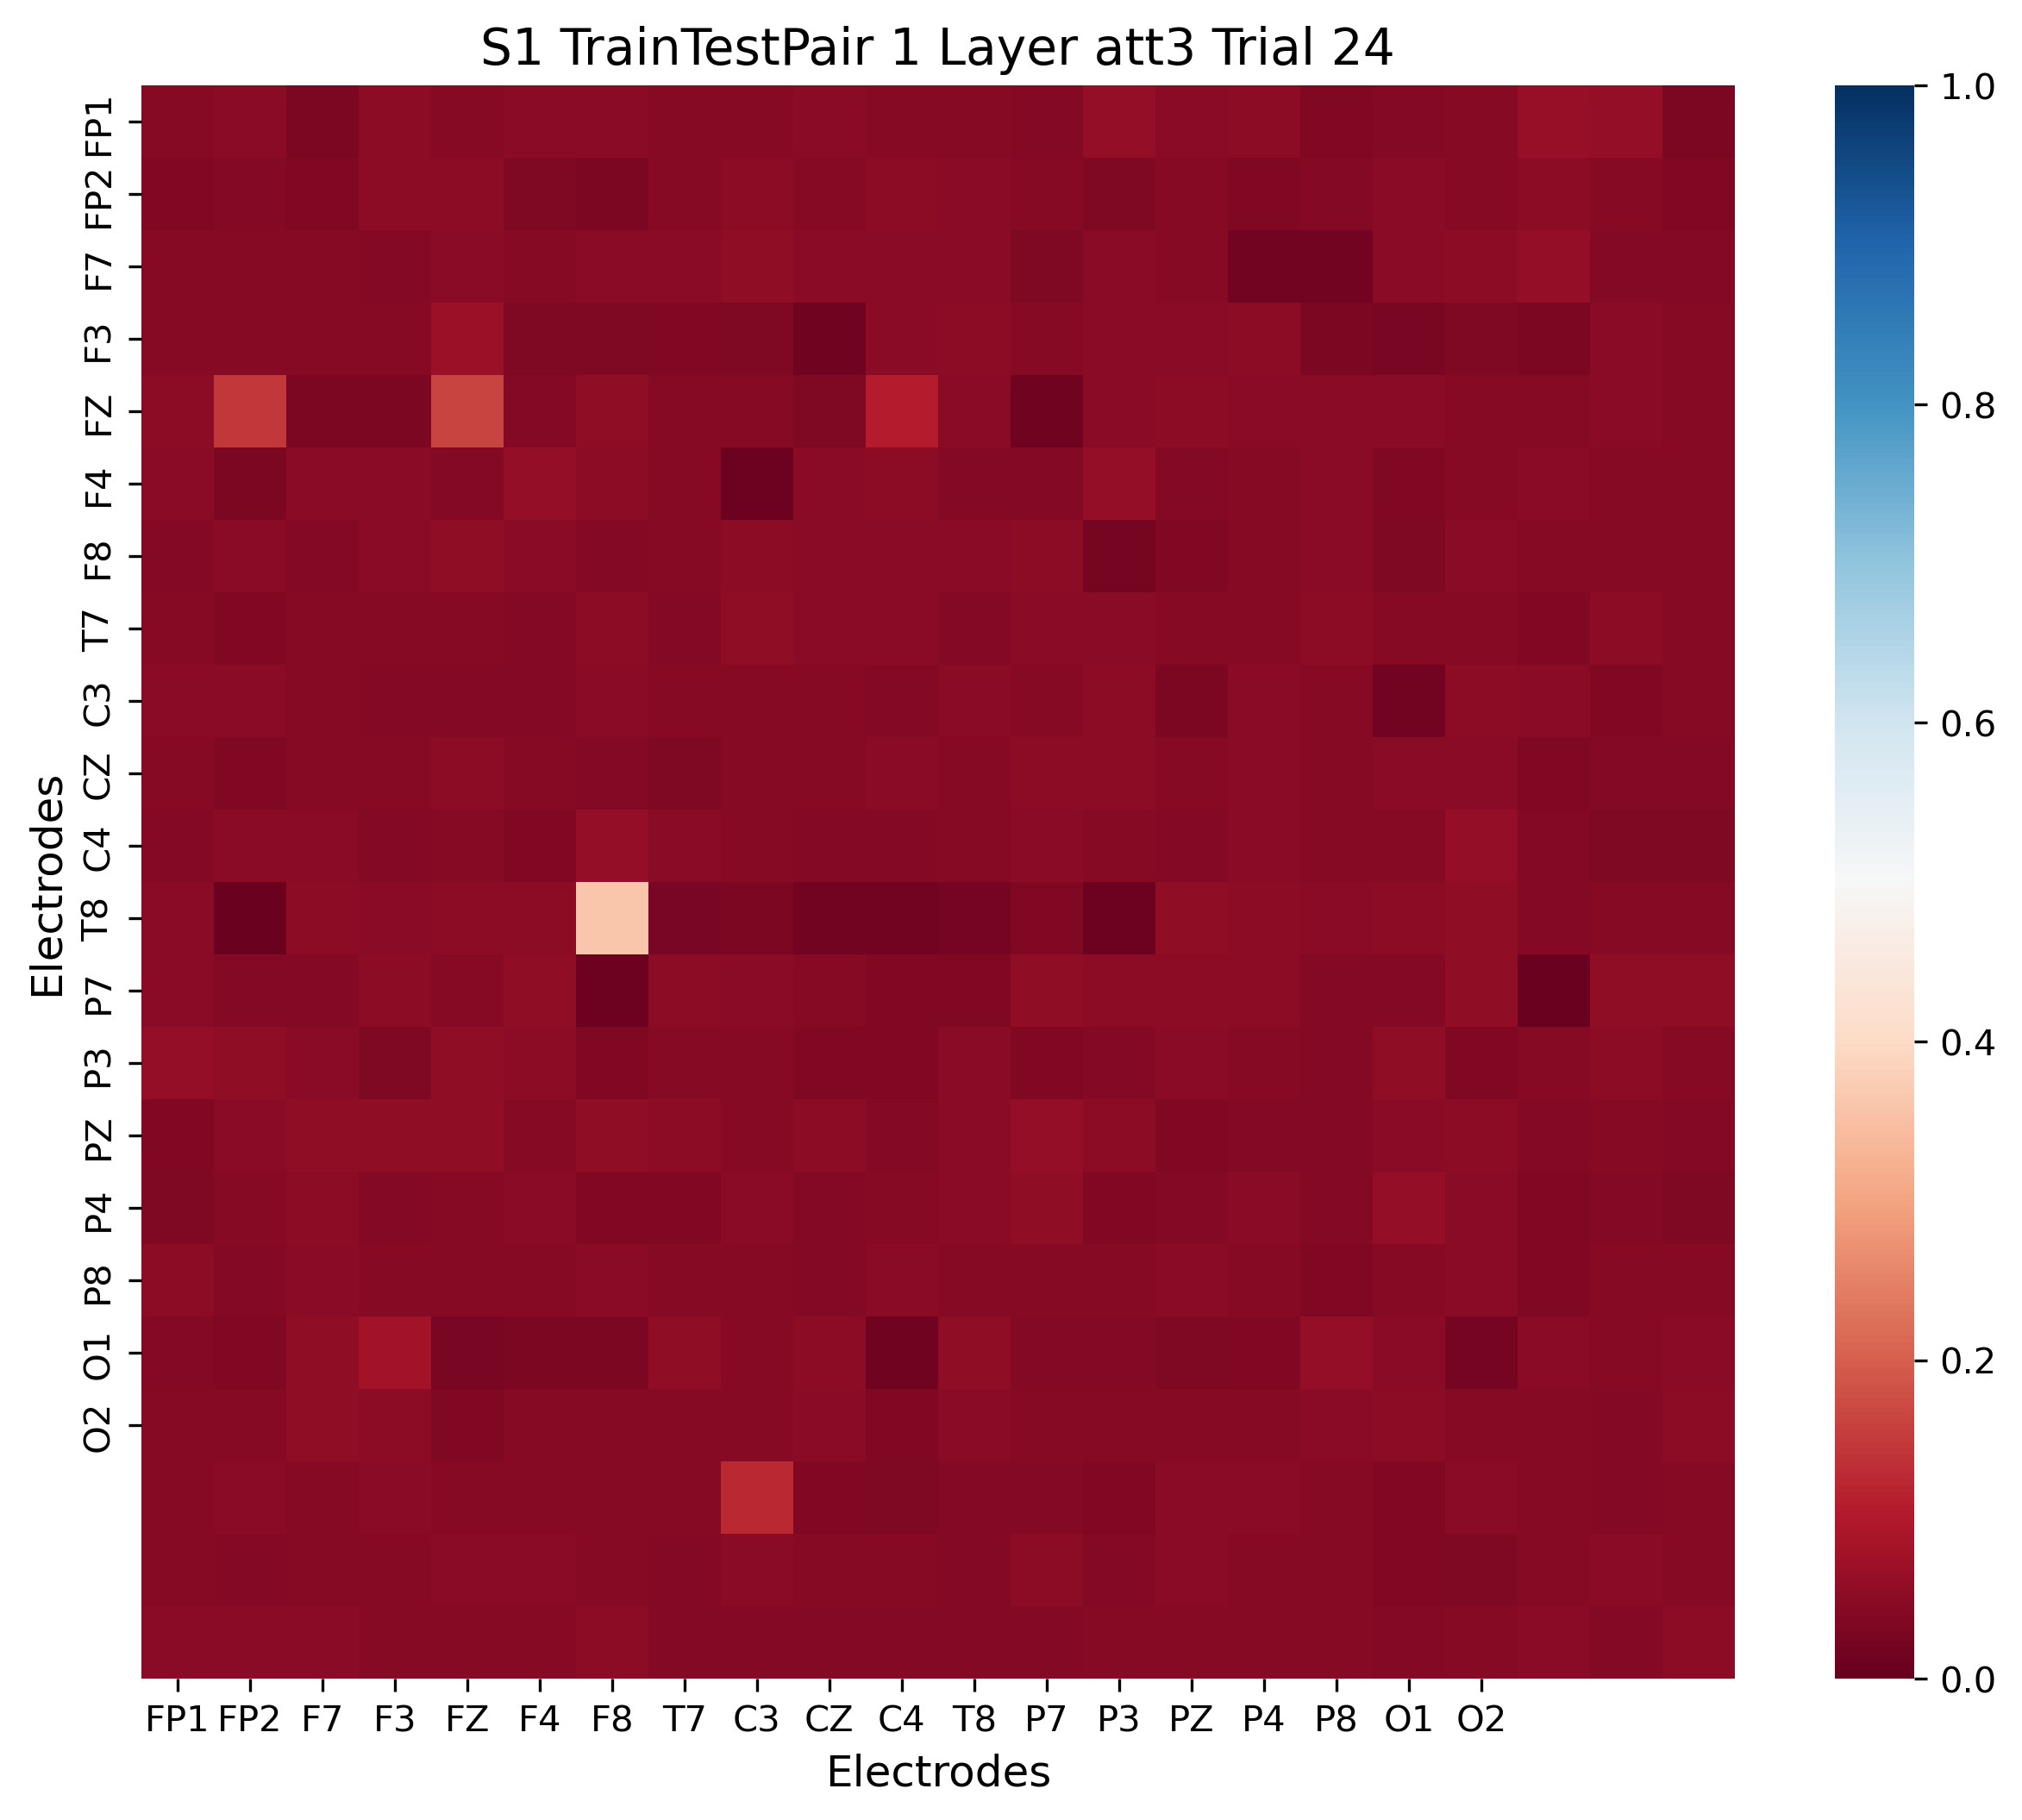 S1 TrainTestPair 1 Layer att3 Trial 24
Electrodes
FP1
FP2
F7
F3
FZ
F4
F8
T7
C3
CZ
C4
T8
P7
P3
PZ
P4
P8
O1
O2
FP1 FP2 F7 F3 FZ F4 F8 T7 C3 CZ C4 T8 P7 P3 PZ P4 P8 O1 O2
Electrodes
1.0
0.8
0.6
0.4
0.2
0.0